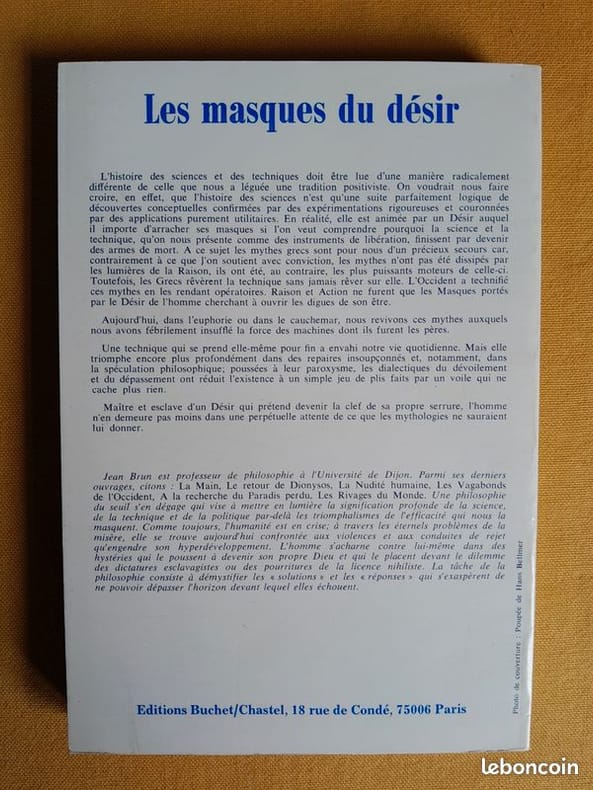 Les masques du désir
L'histoire des sciences et des techniques doit être lue d'une manière radicalement
différente de celle que nous a léguée une tradition positiviste. On voudrait nous faire
croire, en effet, que l'histoire des sciences n'est qu'une suite parfaitement logique de
découvertes conceptuelles confirmées par des expérimentations rigoureuses et couronnées
par des applications purement utilitaires. En réalité, elle est animée par un Désir auquel
il importe d'arracher ses masques si l'on veut comprendre pourquoi la science et la
technique, qu'on nous présente comme des instruments de libération, finissent par devenir
des armes de mort. A ce sujet les mythes grecs sont pour nous d'un précieux secours car,
contrairement à ce que l'on soutient avec conviction, les mythes n'ont pas été dissipés par
les lumières de la Raison, ils ont été, au contraire, les plus puissants moteurs de celle-ci.
Toutefois, les Grecs rêvèrent la technique sans jamais rêver sur elle. L'Occident a technifié
ces mythes en les rendant opératoires. Raison et Action ne furent que les Masques portés
par le Désir de l'homme cherchant à ouvrir les digues de son être.
Aujourd'hui, dans l'euphorie ou dans le cauchemar, nous revivons ces mythes auxquels
nous avons fébrilement insufflé la force des machines dont ils furent les pères.
Une technique qui se prend elle-même pour fin a envahi notre vie quotidienne. Mais elle
triomphe encore plus profondément dans des repaires insoupçonnés et, notamment, dans
la spéculation philosophique; poussées à leur paroxysme, les dialectiques du dévoilement
et du dépassement ont réduit l'existence à un simple jeu de plis faits par un voile qui ne
cache plus rien.
Maître et esclave d'un Désir qui prétend devenir la clef de sa propre serrure, l'homme
n'en demeure pas moins dans une perpétuelle attente de ce que les mythologies ne sauraient
lui donner.
Jean Brun est professeur de philosophie à l'Université de Dijon. Parmi ses derniers
ouvrages, citons : La Main, Le retour de Dionysos, La Nudité humaine, Les Vagabonds
de l'Occident, A la recherche du Paradis perdu, Les Rivages du Monde. Une philosophie
du seuil s'en dégage qui vise à mettre en lumière la signification profonde de la science,
de la technique et de la politique par-delà les triomphalismes de l'efficacité qui nous la
masquent. Comme toujours, l'humanité est en crise; à travers les éternels problèmes de la
misère, elle se trouve aujourd'hui confrontée aux violences et aux conduites de rejet
qu'engendre son hyperdéveloppement. L'homme s'acharne contre lui-même dans des
hystéries qui le poussent à devenir son propre Dieu et qui le placent devant le dilemme
des dictatures esclavagistes ou des pourritures de la licence nihiliste. La tâche de la
philosophie consiste à démystifier les « solutions » et les « réponses » qui s'exaspèrent de
ne pouvoir dépasser l'horizon devant lequel elles échouent.
Photo de couverture : Poupée de Hans Bellmer
Editions Buchet/Chastel, 18 rue de Condé, 75006 Paris
leboncoin